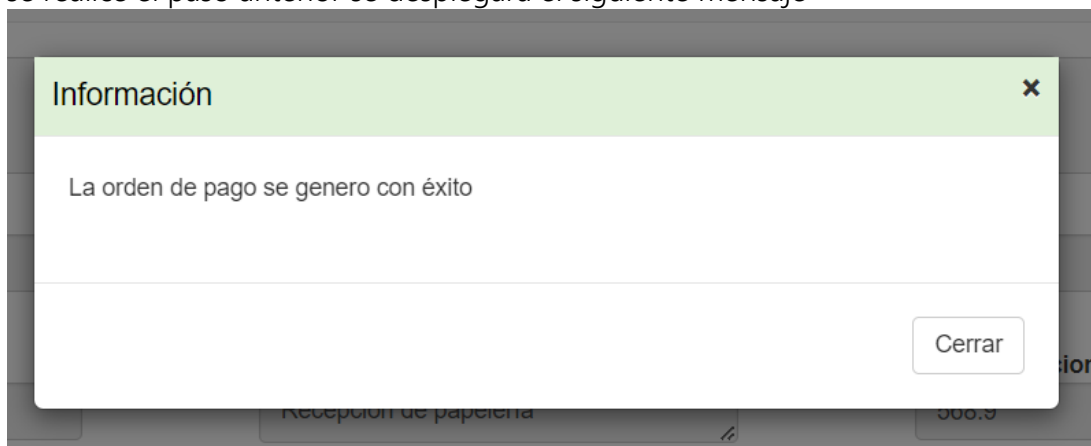 se realice el paso anterior se desplegará el siguiente mensaje
Información ×
La orden de pago se genero con éxito
Cerrar
cion
Recepción de papelería 568.9